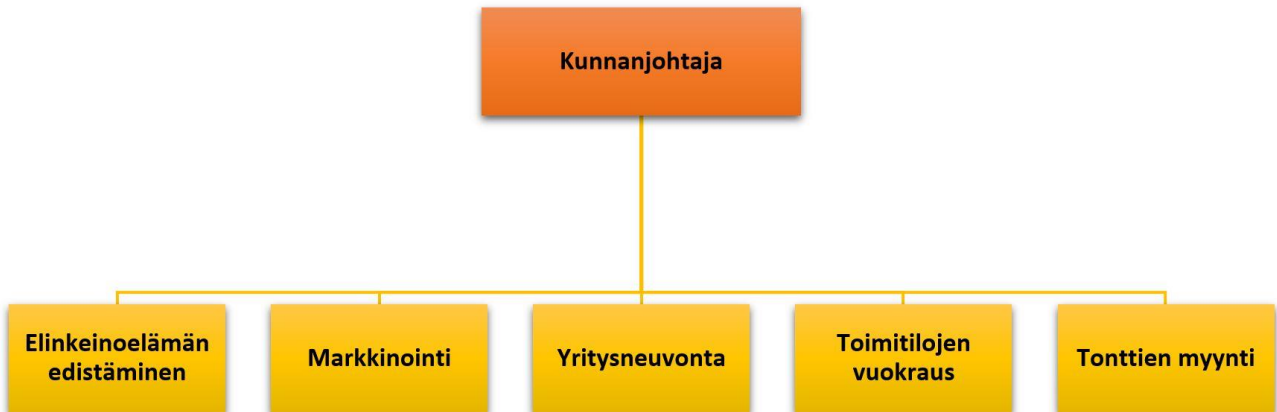 Kunnanjohtaja
Elinkeinoelämän
edistäminen
Markkinointi
Yritysneuvonta
Toimitilojen
vuokraus
Tonttien myynti